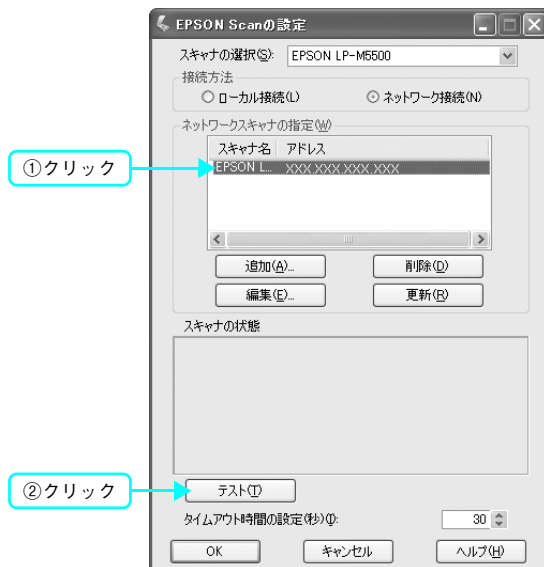 EPSON Scanの設定
スキャナの選択(S): EPSON LP-M5500
接続方法
ローカル接続(L) ネットワーク接続(N)
ネットワークスキャナの指定(W)
スキャナ名 アドレス
①クリック EPSON L... XXX.XXX.XXX.XXX
追加(A)... 削除(D)
編集(E)... 更新(R)
スキャナの状態
②クリック テスト(T)
タイムアウト時間の設定(秒)(I): 30
OK キャンセル ヘルプ(H)